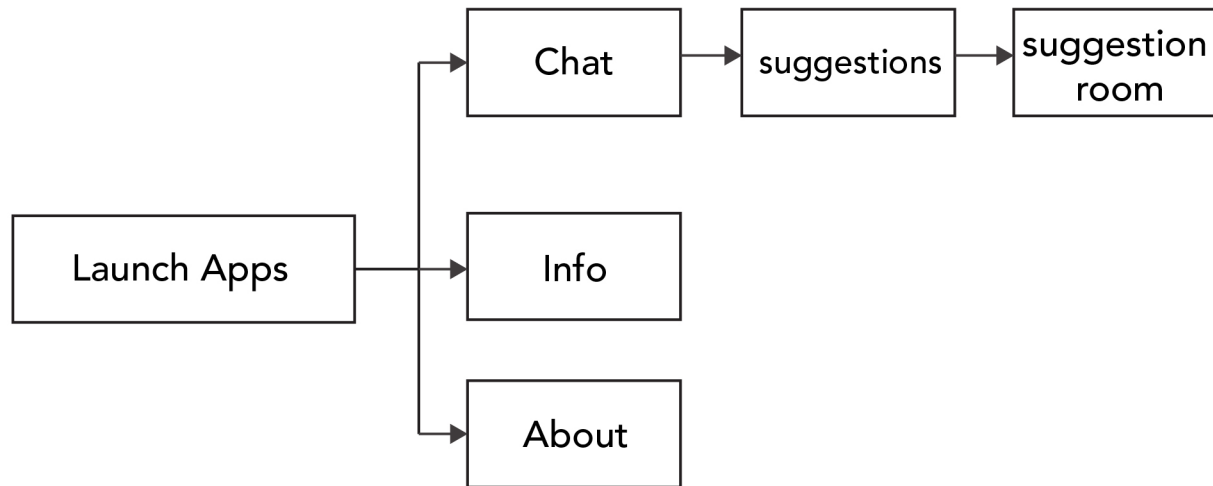 Chat
suggestions
suggestion
room
Launch Apps
Info
About